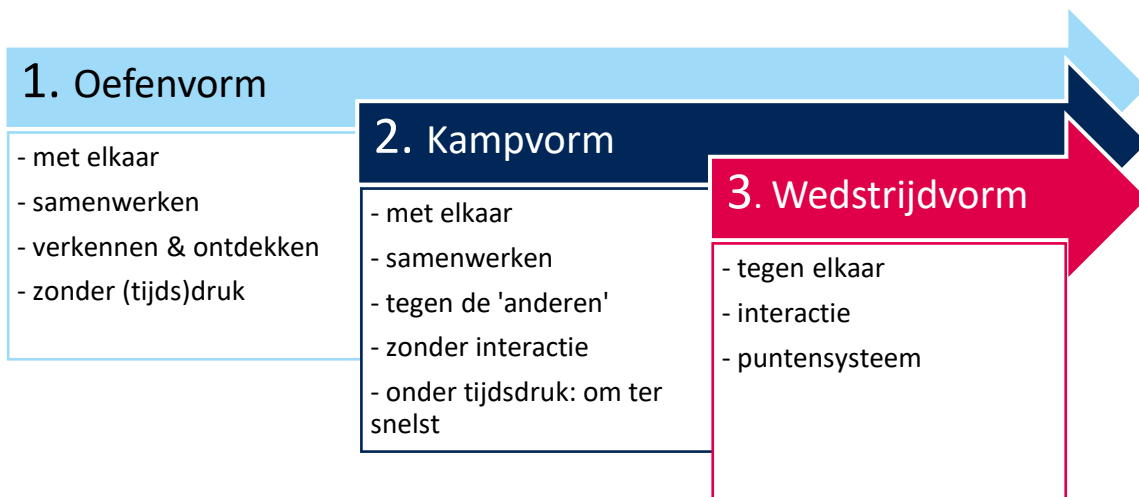 1. Oefenvorm
- met elkaar
- samenwerken
- verkennen & ontdekken
- zonder (tijds)druk
2. Kampvorm
- met elkaar
- samenwerken
- tegen de 'anderen'
- zonder interactie
- onder tijdsdruk: om ter
snelst
3. Wedstrijdvorm
- tegen elkaar
- interactie
- puntensysteem